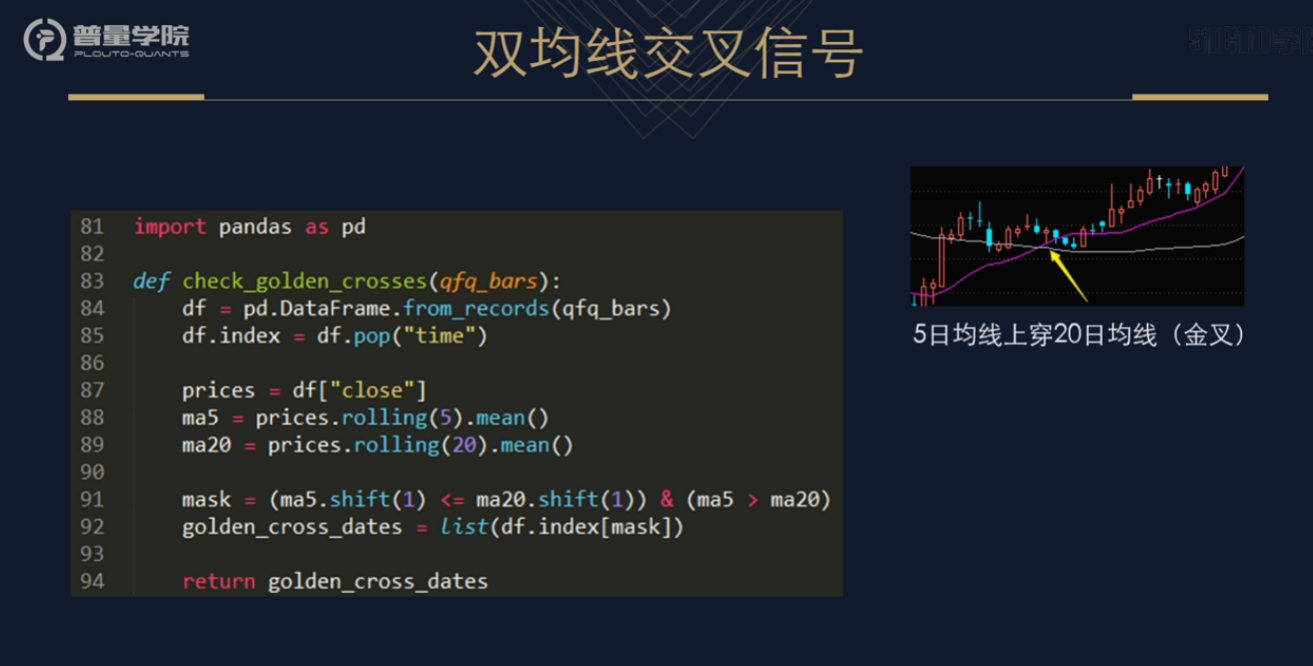 普量学院
PLOUTO-QUANTS
双均线交叉信号
81 import pandas as pd
82
83 def check_golden_crosses(qfq_bars):
84     df = pd.DataFrame.from_records(qfq_bars)
85     df.index = df.pop("time")
86
87     prices = df["close"]
88     ma5 = prices.rolling(5).mean()
89     ma20 = prices.rolling(20).mean()
90
91     mask = (ma5.shift(1) <= ma20.shift(1)) & (ma5 > ma20)
92     golden_cross_dates = list(df.index[mask])
93
94     return golden_cross_dates
5日均线上穿20日均线（金叉）